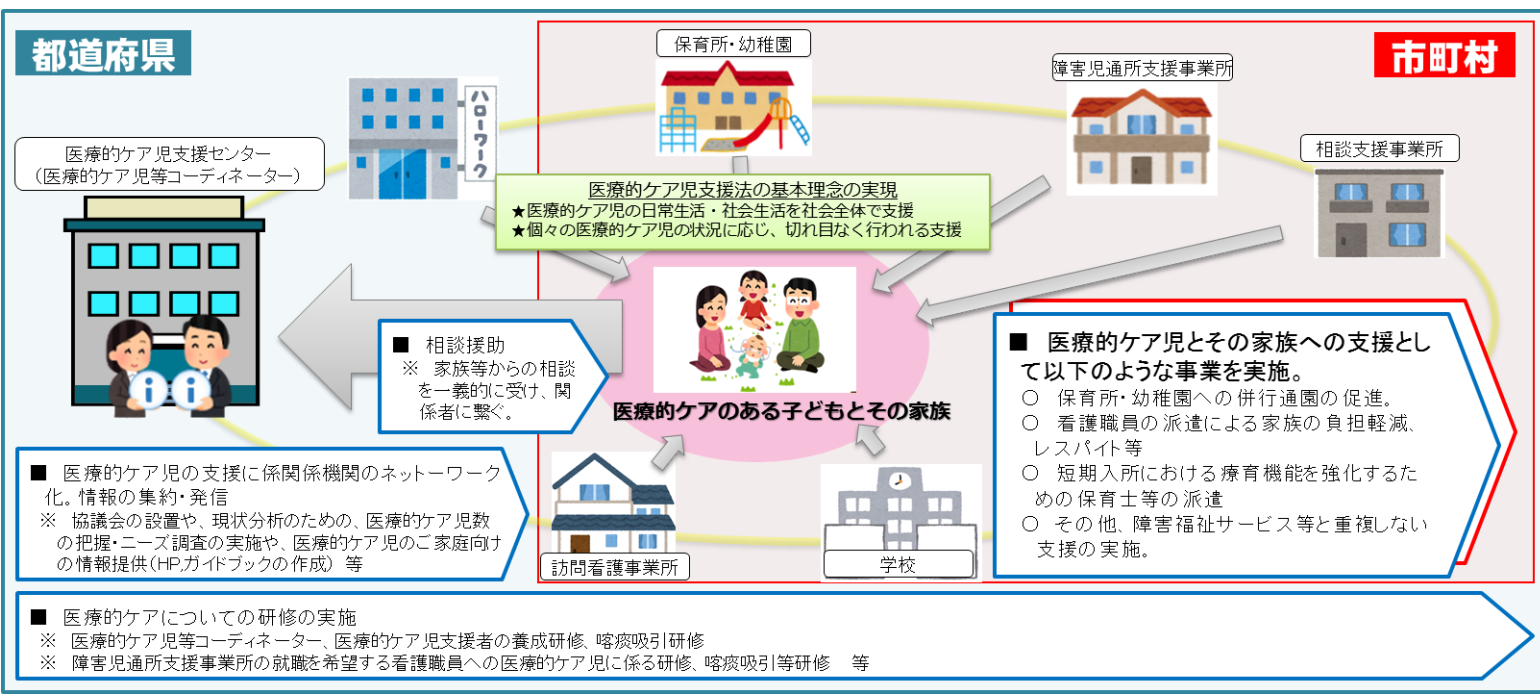 都道府県
市町村
保育所・幼稚園
障害児通所支援事業所
ハローワーク
相談支援事業所
医療的ケア児支援センター
(医療的ケア児等コーディネーター)
医療的ケア児支援法の基本理念の実現
★医療的ケア児の日常生活・社会生活を社会全体で支援
★個々の医療的ケア児の状況に応じ、切れ目なく行われる支援
■ 相談援助
※ 家族等からの相談
を一義的に受け、関
係者に繋ぐ。
医療的ケアのある子どもとその家族
■ 医療的ケア児とその家族への支援とし
て以下のような事業を実施。
○ 保育所・幼稚園への併行通園の促進。
○ 看護職員の派遣による家族の負担軽減、
レスパイト等
○ 短期入所における療育機能を強化するた
めの保育士等の派遣
○ その他、障害福祉サービス等と重複しない
支援の実施。
■ 医療的ケア児の支援に係関係機関のネットーワーク
化。情報の集約・発信
※ 協議会の設置や、現状分析のための、医療的ケア児数
の把握・ニーズ調査の実施や、医療的ケア児のご家庭向け
の情報提供(HP,ガイドブックの作成) 等
訪問看護事業所
学校
■ 医療的ケアについての研修の実施
※ 医療的ケア児等コーディネーター、医療的ケア児支援者の養成研修、喀痰吸引研修
※ 障害児通所支援事業所の就職を希望する看護職員への医療的ケア児に係る研修、喀痰吸引等研修 等